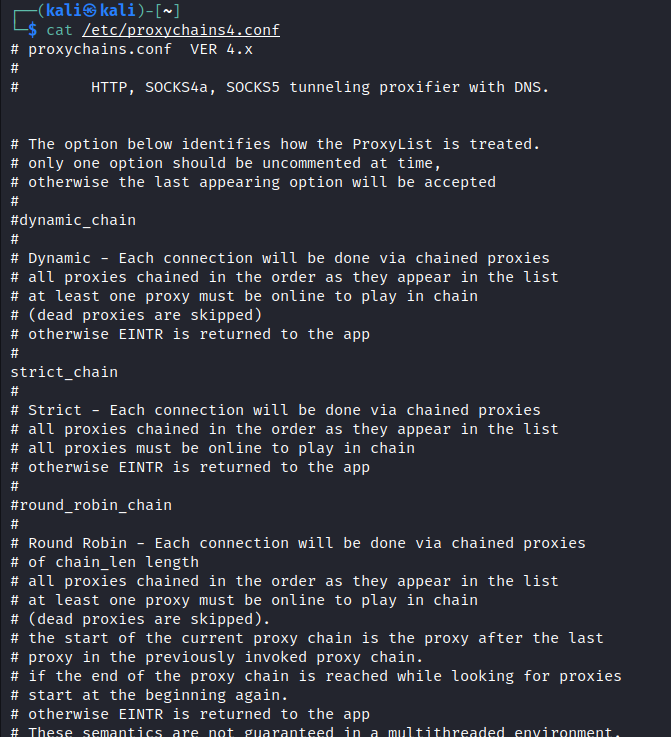 ┌──(kali㉿kali)-[~]
└─$ cat /etc/proxychains4.conf
# proxychains.conf  VER 4.x
#
#        HTTP, SOCKS4a, SOCKS5 tunneling proxifier with DNS.


# The option below identifies how the ProxyList is treated.
# only one option should be uncommented at time,
# otherwise the last appearing option will be accepted
#
#dynamic_chain
#
# Dynamic - Each connection will be done via chained proxies
# all proxies chained in the order as they appear in the list
# at least one proxy must be online to play in chain
# (dead proxies are skipped)
# otherwise EINTR is returned to the app
#
strict_chain
#
# Strict - Each connection will be done via chained proxies
# all proxies chained in the order as they appear in the list
# all proxies must be online to play in chain
# otherwise EINTR is returned to the app
#
#round_robin_chain
#
# Round Robin - Each connection will be done via chained proxies
# of chain_len length
# all proxies chained in the order as they appear in the list
# at least one proxy must be online to play in chain
# (dead proxies are skipped).
# the start of the current proxy chain is the proxy after the last
# proxy in the previously invoked proxy chain.
# if the end of the proxy chain is reached while looking for proxies
# start at the beginning again.
# otherwise EINTR is returned to the app
# These semantics are not guaranteed in a multithreaded environment.